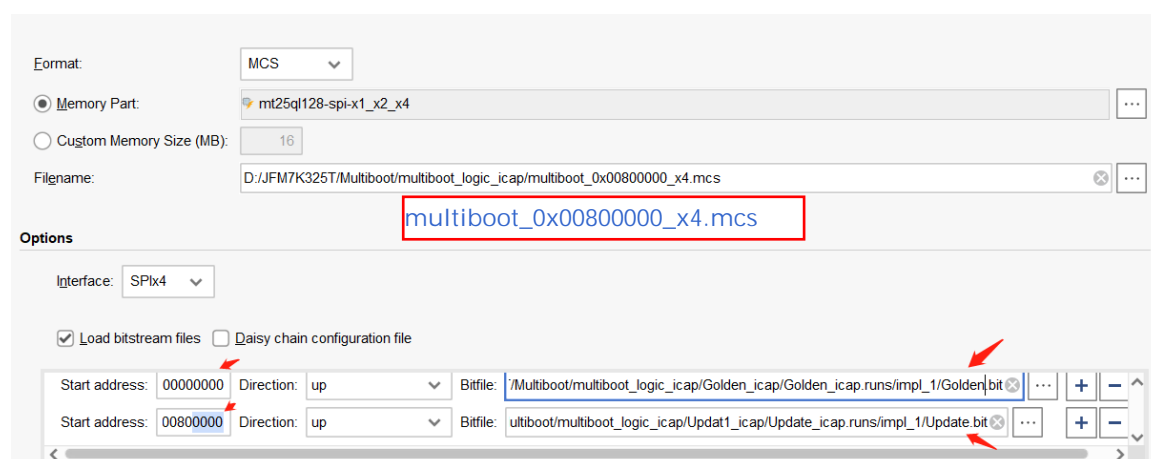 Format: MCS
Memory Part: mt25ql128-spi-x1_x2_x4 ...
Custom Memory Size (MB): 16
Filename: D:/JFM7K325T/Multiboot/multiboot_logic_icap/multiboot_0x00800000_x4.mcs ...
multiboot_0x00800000_x4.mcs
Options
Interface: SPIx4
Load bitstream files Daisy chain configuration file
Start address: 00000000 Direction: up Bitfile: '/Multiboot/multiboot_logic_icap/Golden_icap/Golden_icap.runs/impl_1/Golden.bit ... + −
Start address: 00800000 Direction: up Bitfile: ultiboot/multiboot_logic_icap/Updat1_icap/Update_icap.runs/impl_1/Update.bit ... + −